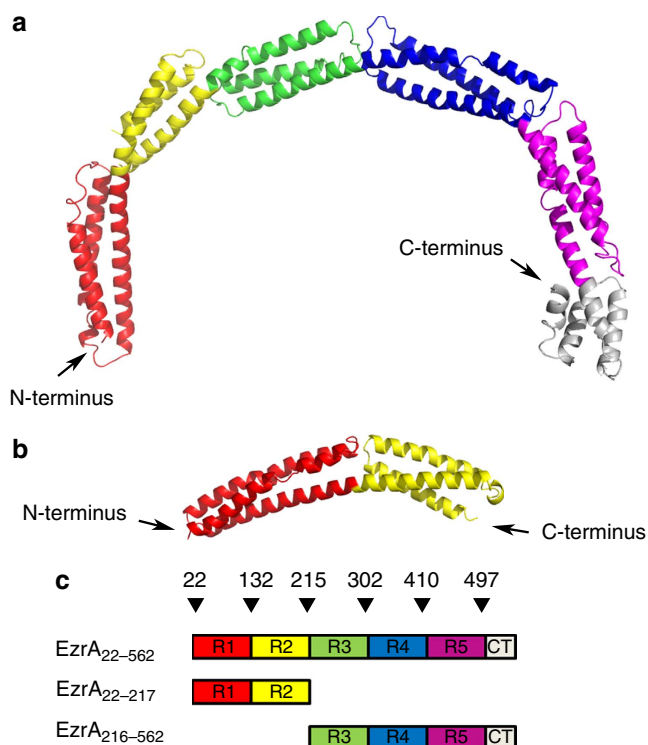 a
C-terminus
N-terminus
b
N-terminus
C-terminus
c
22 132 215 302 410 497
EzrA22–562 R1 R2 R3 R4 R5 CT
EzrA22–217 R1 R2
EzrA216–562 R3 R4 R5 CT